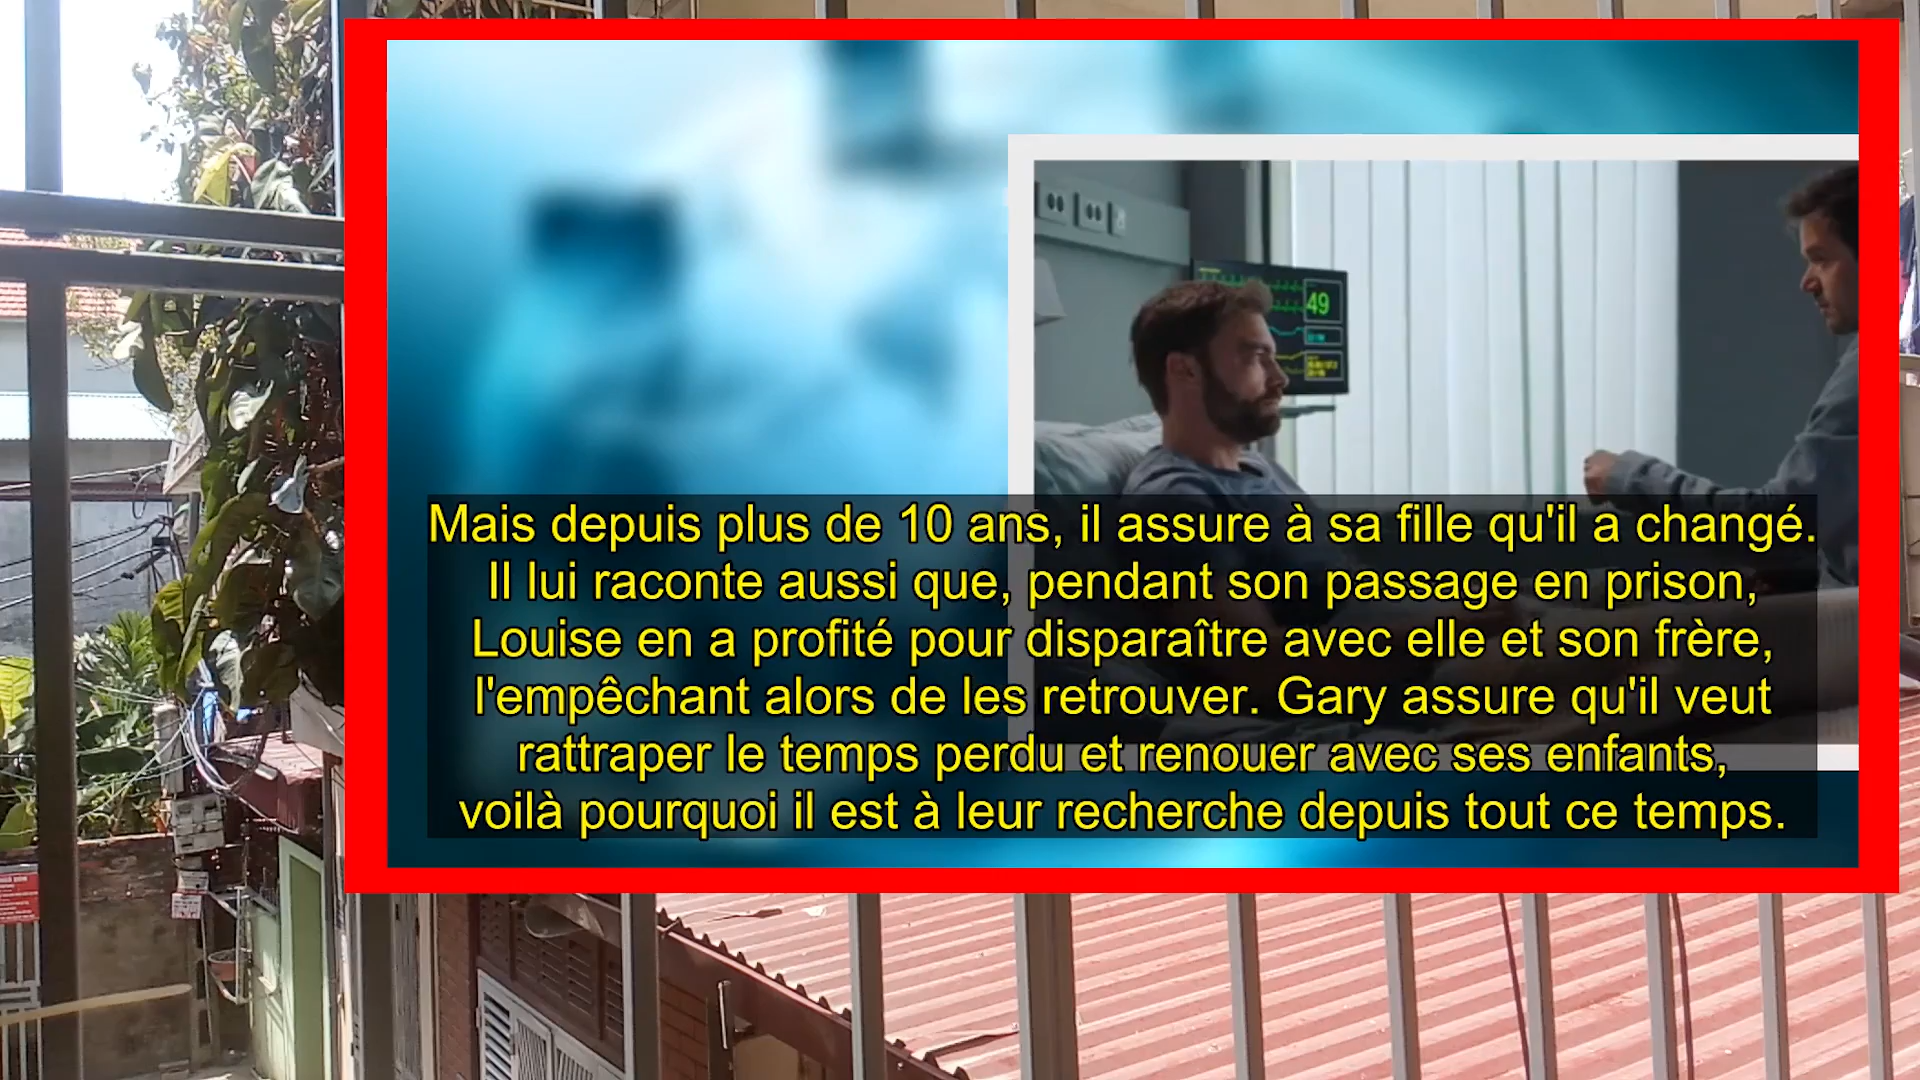 49
Mais depuis plus de 10 ans, il assure à sa fille qu'il a changé.
Il lui raconte aussi que, pendant son passage en prison,
Louise en a profité pour disparaître avec elle et son frère,
l'empêchant alors de les retrouver. Gary assure qu'il veut
rattraper le temps perdu et renouer avec ses enfants,
voilà pourquoi il est à leur recherche depuis tout ce temps.